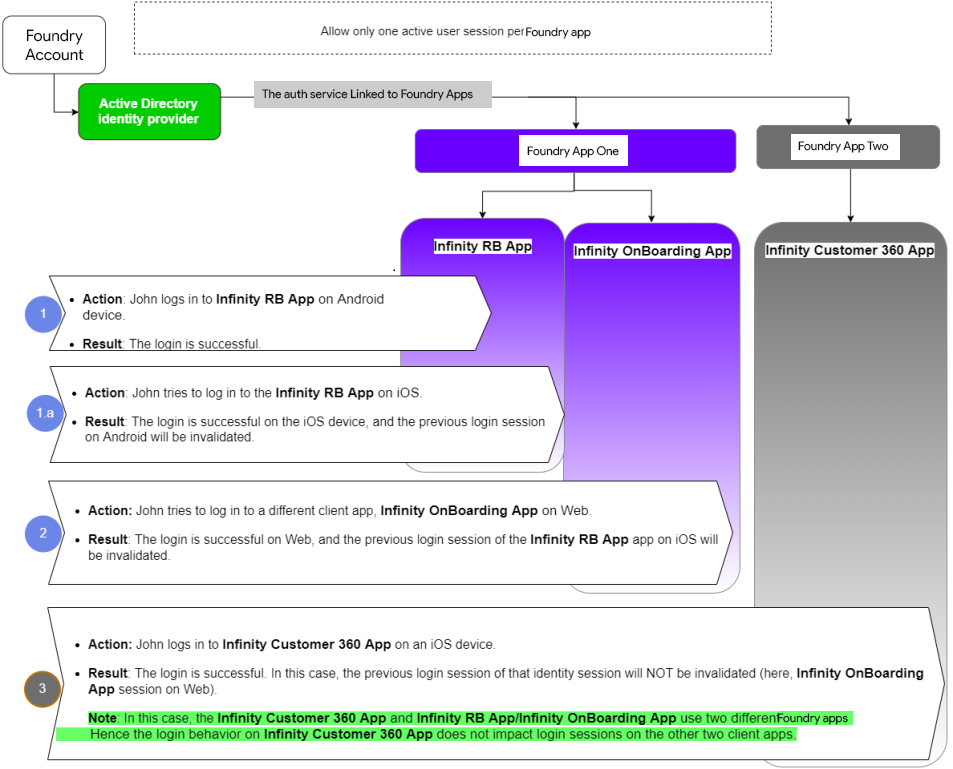 Foundry
Account
Allow only one active user session per Foundry app
Active Directory
identity provider
The auth service Linked to Foundry Apps
Foundry App One
Foundry App Two
Infinity RB App
Infinity OnBoarding App
Infinity Customer 360 App
1
• Action: John logs in to Infinity RB App on Android
device.
• Result: The login is successful.
1.a
• Action: John tries to log in to the Infinity RB App on iOS.
• Result: The login is successful on the iOS device, and the previous login session
on Android will be invalidated.
2
• Action: John tries to log in to a different client app, Infinity OnBoarding App on Web.
• Result: The login is successful on Web, and the previous login session of the Infinity RB App app on iOS will
be invalidated.
3
• Action: John logs in to Infinity Customer 360 App on an iOS device.
• Result: The login is successful. In this case, the previous login session of that identity session will NOT be invalidated (here, Infinity OnBoarding
App session on Web).
Note: In this case, the Infinity Customer 360 App and Infinity RB App/Infinity OnBoarding App use two differen Foundry apps
Hence the login behavior on Infinity Customer 360 App does not impact login sessions on the other two client apps.